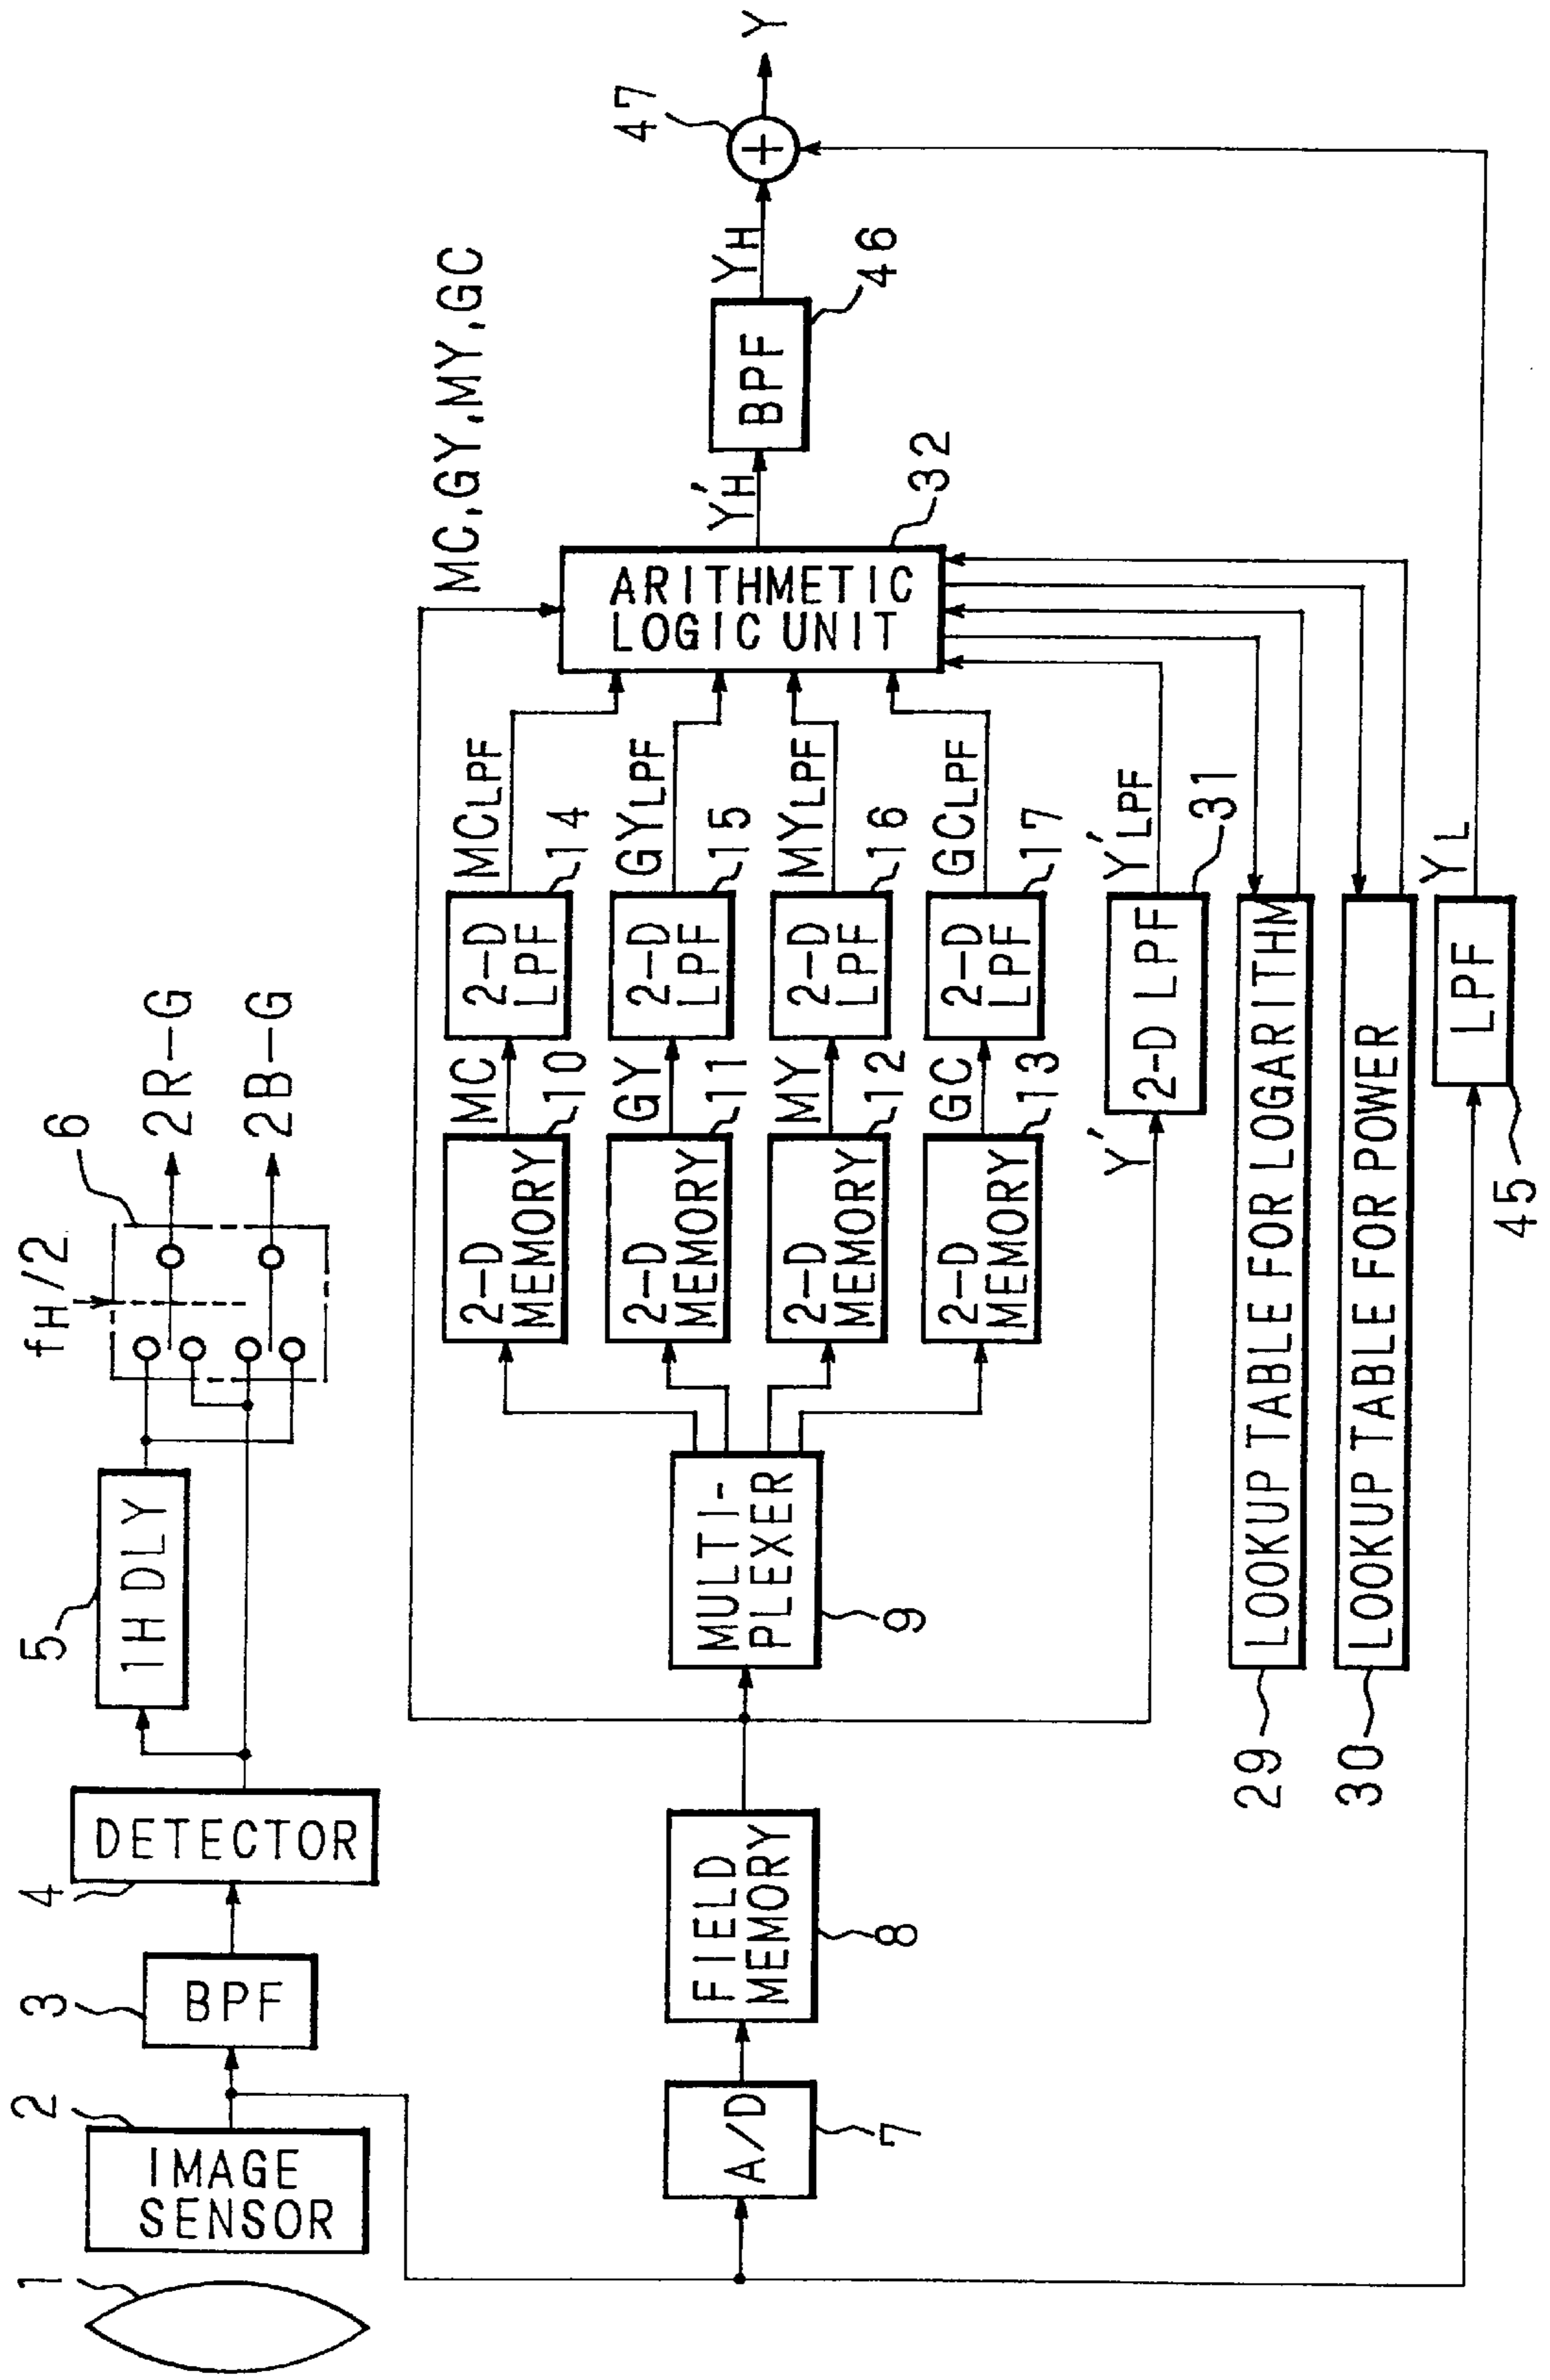 1
2
IMAGE
SENSOR
3
BPF
4
DETECTOR
5
1H DLY
fH/2
6
2R-G
2B-G
7
A/D
8
FIELD
MEMORY
9
MULTI-
PLEXER
2-D
MEMORY
10
MC
2-D
LPF
14
MCLPF
2-D
MEMORY
11
GY
2-D
LPF
15
GYLPF
2-D
MEMORY
12
MY
2-D
LPF
16
MYLPF
2-D
MEMORY
13
GC
2-D
LPF
17
GCLPF
MC,GY,MY,GC
ARITHMETIC
LOGIC UNIT
32
Y'H
BPF
46
YH
47
+
Y
Y'
2-D LPF
31
Y'LPF
29
LOOKUP TABLE FOR LOGARITHM
30
LOOKUP TABLE FOR POWER
45
LPF
YL